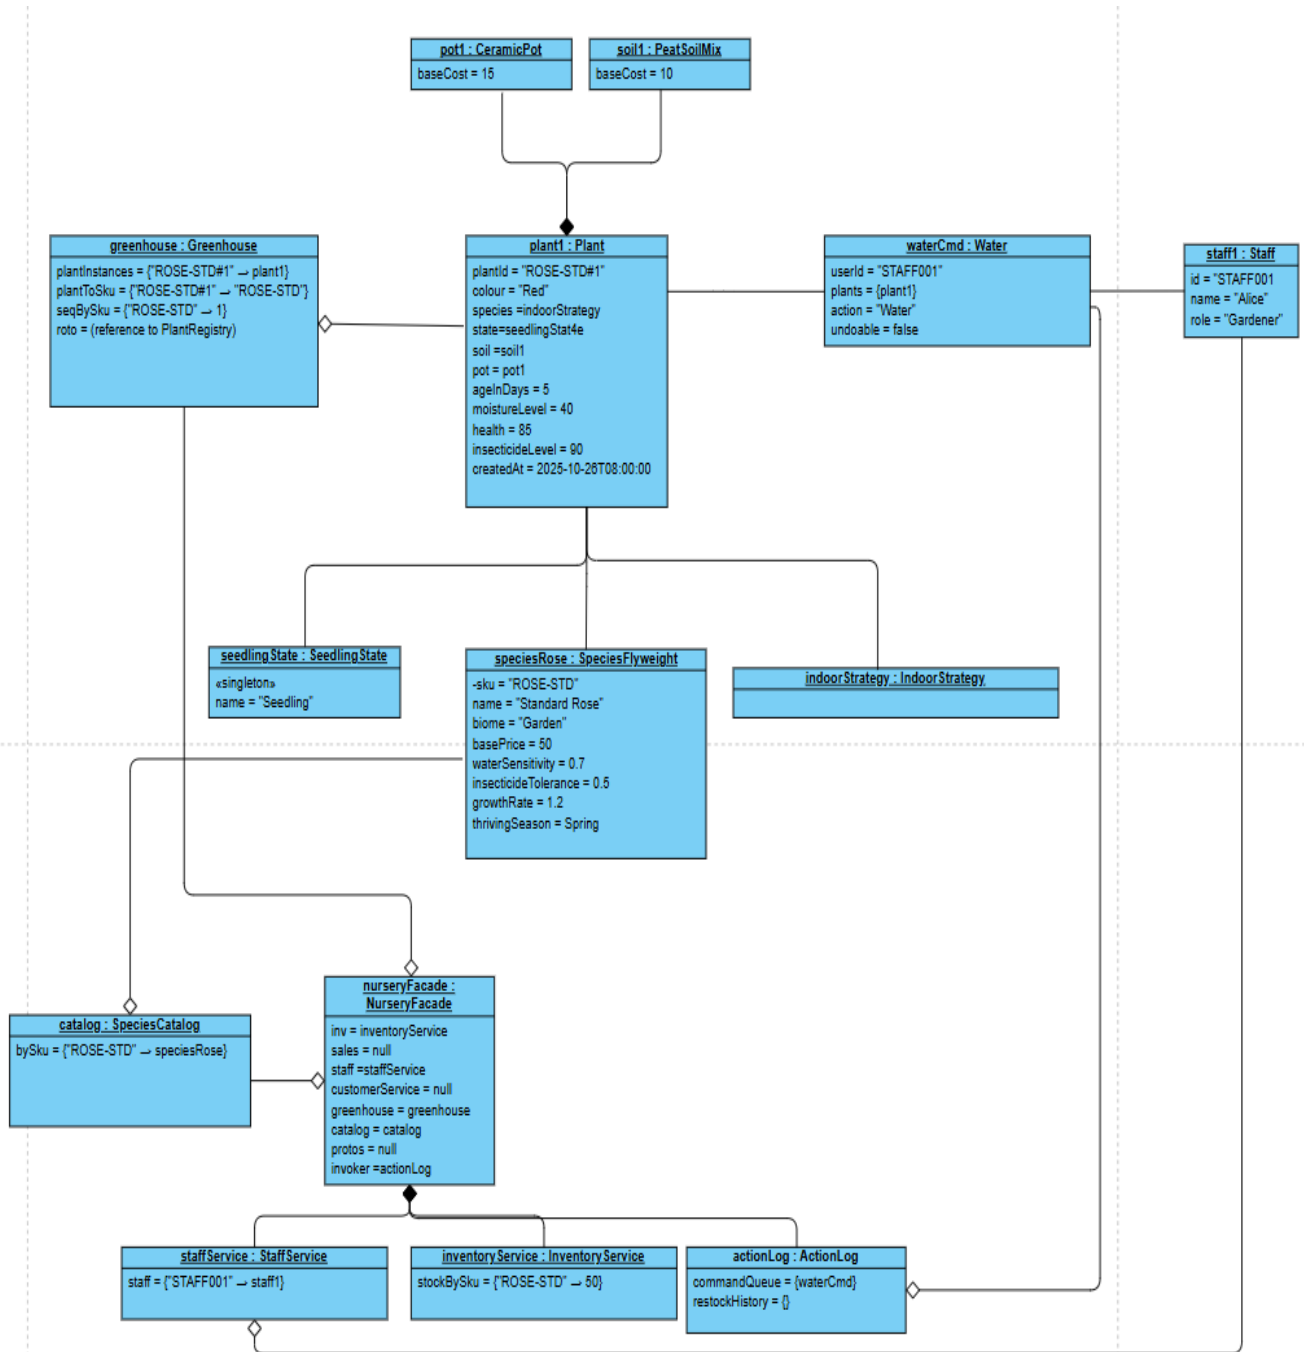 pot1 : CeramicPot
baseCost = 15
soil1 : PeatSoilMix
baseCost = 10
greenhouse : Greenhouse
plantInstances = {"ROSE-STD#1" → plant1}
plantToSku = {"ROSE-STD#1" → "ROSE-STD"}
seqBySku = {"ROSE-STD" → 1}
roto = (reference to PlantRegistry)
plant1 : Plant
plantId = "ROSE-STD#1"
colour = "Red"
species =indoorStrategy
state=seedlingStat4e
soil =soil1
pot = pot1
ageInDays = 5
moistureLevel = 40
health = 85
insecticideLevel = 90
createdAt = 2025-10-26T08:00:00
waterCmd : Water
userId = "STAFF001"
plants = {plant1}
action = "Water"
undoable = false
staff1 : Staff
id = "STAFF001
name = "Alice"
role = "Gardener"
seedlingState : SeedlingState
«singleton»
name = "Seedling"
speciesRose : SpeciesFlyweight
-sku = "ROSE-STD"
name = "Standard Rose"
biome = "Garden"
basePrice = 50
waterSensitivity = 0.7
insecticideTolerance = 0.5
growthRate = 1.2
thrivingSeason = Spring
indoorStrategy : IndoorStrategy
catalog : SpeciesCatalog
bySku = {"ROSE-STD" → speciesRose}
nurseryFacade :
NurseryFacade
inv = inventoryService
sales = null
staff =staffService
customerService = null
greenhouse = greenhouse
catalog = catalog
protos = null
invoker =actionLog
staffService : StaffService
staff = {"STAFF001" → staff1}
inventoryService : InventoryService
stockBySku = {"ROSE-STD" → 50}
actionLog : ActionLog
commandQueue = {waterCmd}
restockHistory = {}